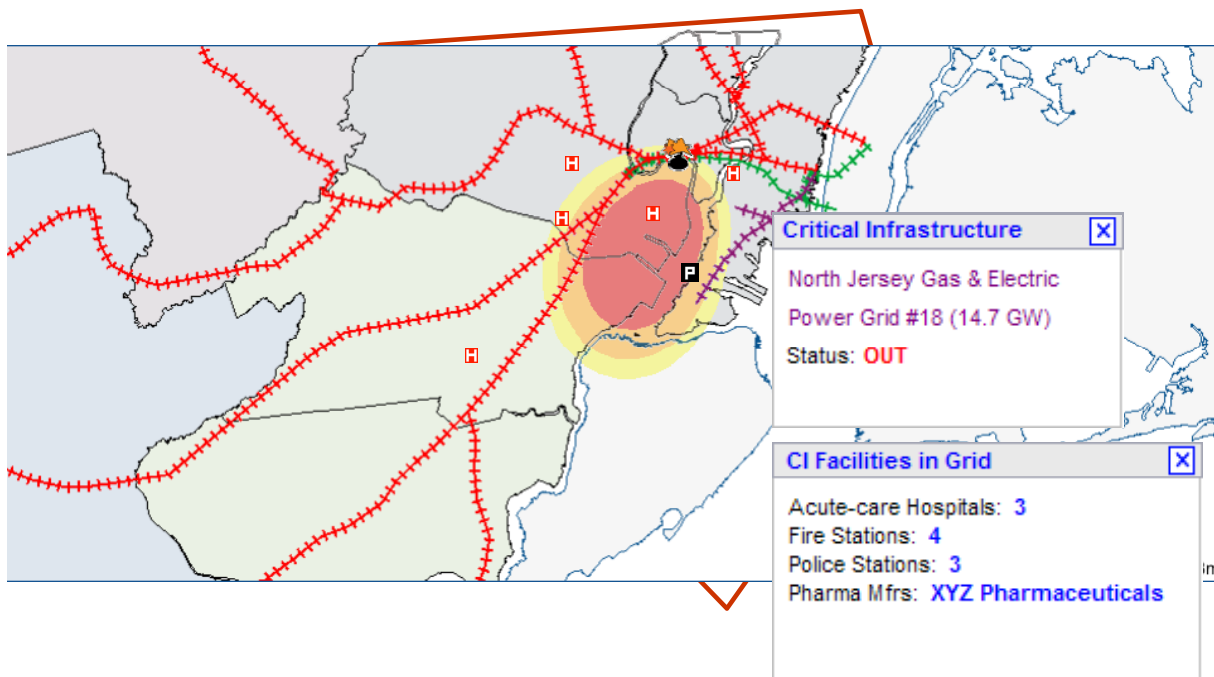 H
H
H
H
P
H
Critical Infrastructure
North Jersey Gas & Electric
Power Grid #18 (14.7 GW)
Status: OUT
CI Facilities in Grid
Acute-care Hospitals: 3
Fire Stations: 4
Police Stations: 3
Pharma Mfrs: XYZ Pharmaceuticals